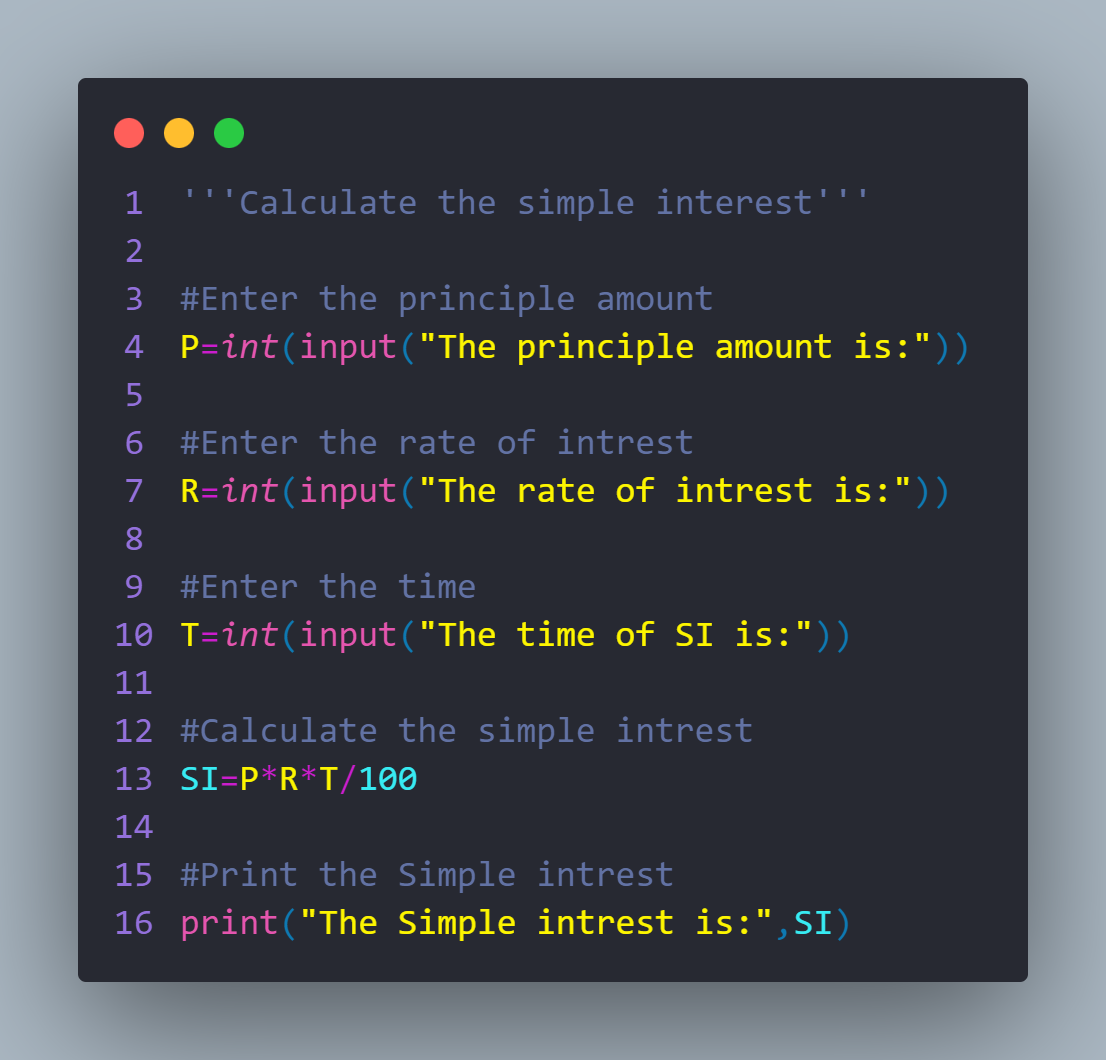 1 '''Calculate the simple interest'''
2
3 #Enter the principle amount
4 P=int(input("The principle amount is:"))
5
6 #Enter the rate of intrest
7 R=int(input("The rate of intrest is:"))
8
9 #Enter the time
10 T=int(input("The time of SI is:"))
11
12 #Calculate the simple intrest
13 SI=P*R*T/100
14
15 #Print the Simple intrest
16 print("The Simple intrest is:",SI)